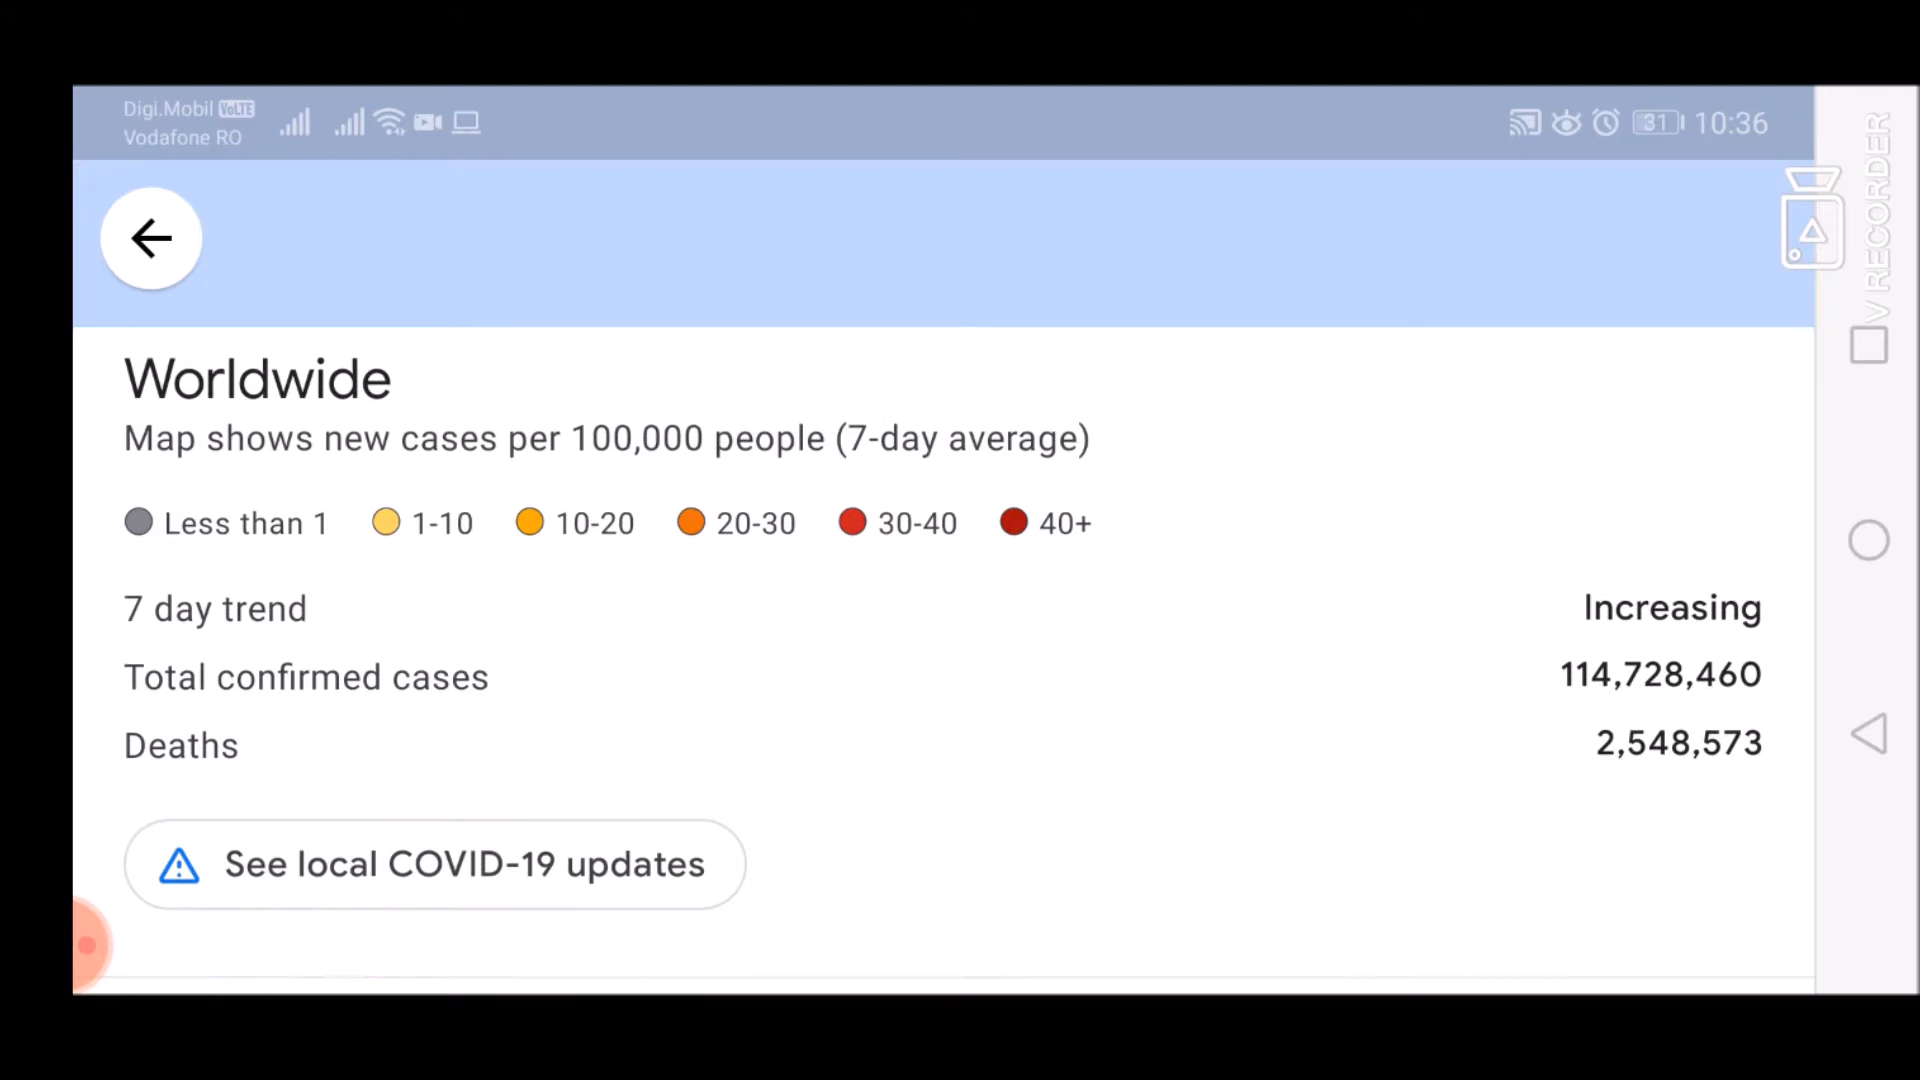 Digi.Mobil VoLTE
Vodafone RO
31 10:36
V RECORDER
Worldwide
Map shows new cases per 100,000 people (7-day average)
Less than 1 1-10 10-20 20-30 30-40 40+
7 day trend Increasing
Total confirmed cases 114,728,460
Deaths 2,548,573
See local COVID-19 updates